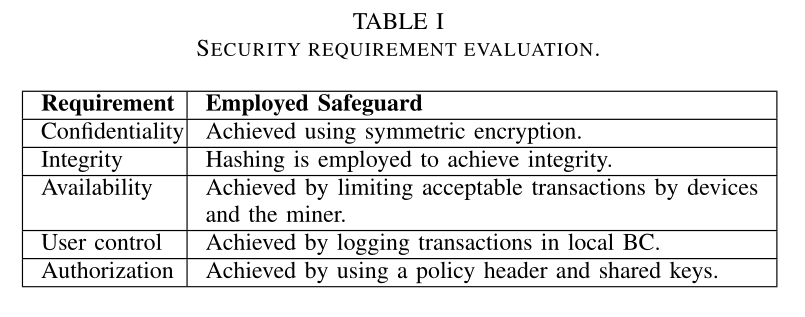 TABLE I
SECURITY REQUIREMENT EVALUATION.
Requirement Employed Safeguard
Confidentiality Achieved using symmetric encryption.
Integrity Hashing is employed to achieve integrity.
Availability Achieved by limiting acceptable transactions by devices
and the miner.
User control Achieved by logging transactions in local BC.
Authorization Achieved by using a policy header and shared keys.